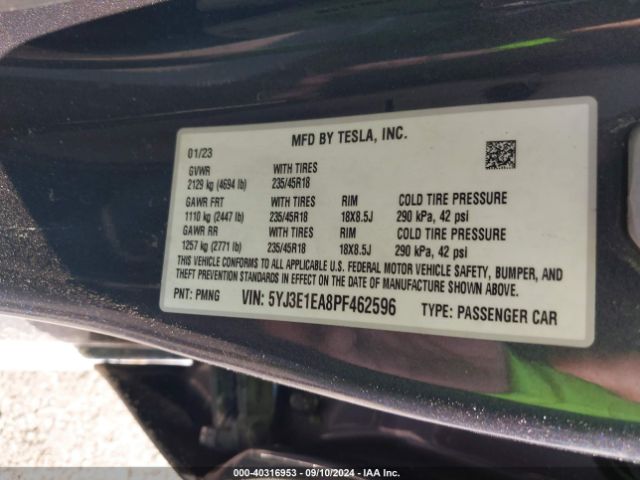 MFD BY TESLA, INC.
01/23
GVWR WITH TIRES
2129 kg (4694 lb) 235/45R18
GAWR FRT WITH TIRES RIM COLD TIRE PRESSURE
1110 kg (2447 lb) 235/45R18 18X8.5J 290 kPa, 42 psi
GAWR RR WITH TIRES RIM COLD TIRE PRESSURE
1257 kg (2771 lb) 235/45R18 18X8.5J 290 kPa, 42 psi
THIS VEHICLE CONFORMS TO ALL APPLICABLE U.S. FEDERAL MOTOR VEHICLE SAFETY, BUMPER, AND
THEFT PREVENTION STANDARDS IN EFFECT ON THE DATE OF MANUFACTURE SHOWN ABOVE.
PNT: PMNG VIN: 5YJ3E1EA8PF462596 TYPE: PASSENGER CAR
000-40316953 - 09/10/2024 - IAA Inc.